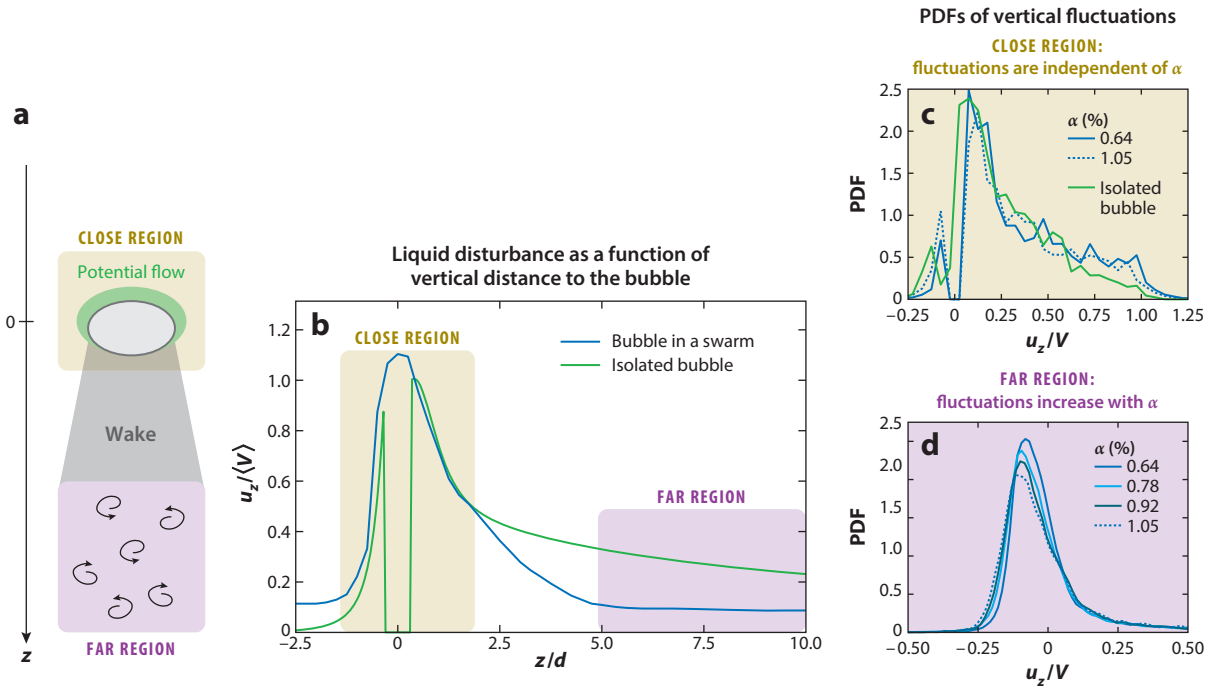 a
0
z
CLOSE REGION
Potential flow
Wake
FAR REGION
Liquid disturbance as a function of
vertical distance to the bubble
b
CLOSE REGION
Bubble in a swarm
Isolated bubble
FAR REGION
u_z/⟨V⟩
1.2
1.0
0.8
0.6
0.4
0.2
0
−2.5
0
2.5
5.0
7.5
10.0
z/d
PDFs of vertical fluctuations
CLOSE REGION:
fluctuations are independent of α
c
α (%)
0.64
1.05
Isolated
bubble
PDF
2.5
2.0
1.5
1.0
0.5
0
−0.25
0
0.25
0.50
0.75
1.00
1.25
u_z/V
FAR REGION:
fluctuations increase with α
d
α (%)
0.64
0.78
0.92
1.05
PDF
2.5
2.0
1.5
1.0
0.5
0
−0.50
−0.25
0
0.25
0.50
u_z/V